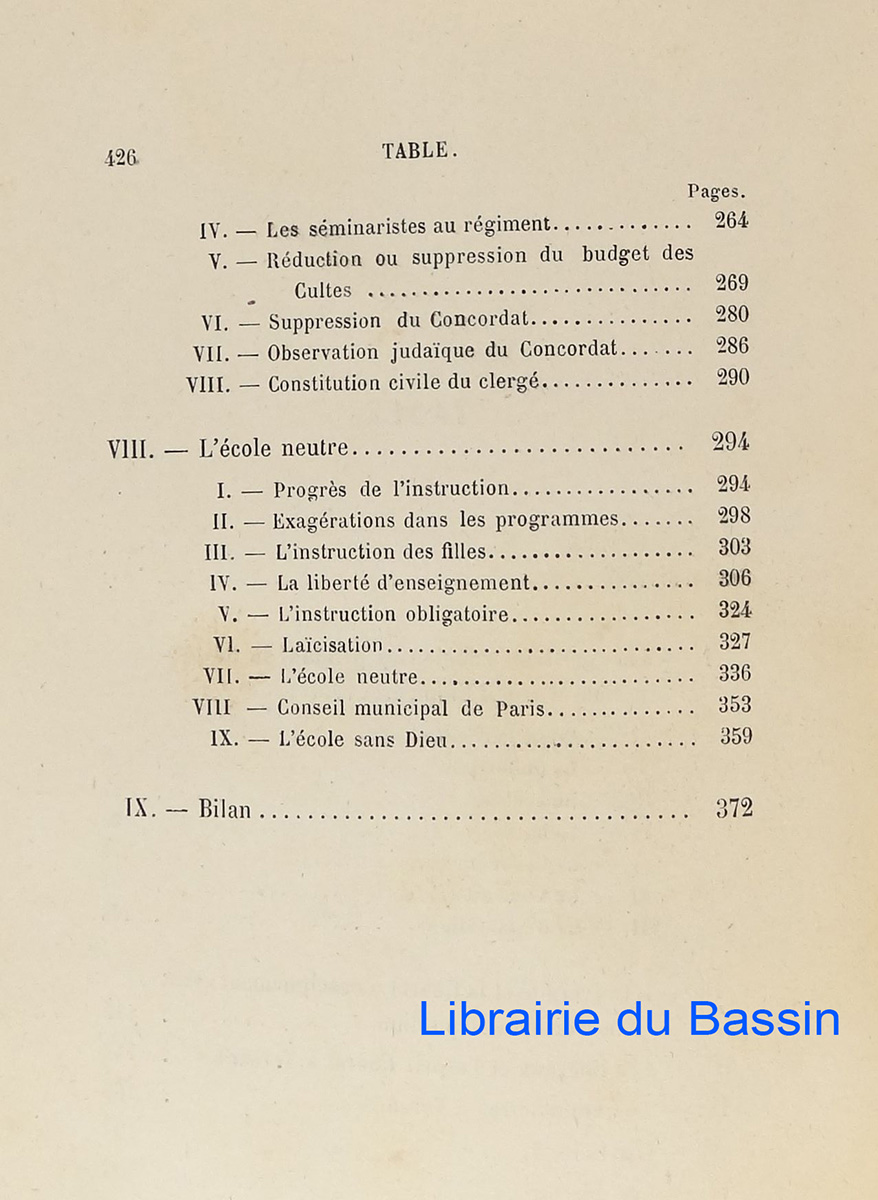 426
TABLE.
Pages.
IV. — Les séminaristes au régiment.............. 264
V. — Réduction ou suppression du budget des
Cultes .............................. 269
VI. — Suppression du Concordat............... 280
VII. — Observation judaïque du Concordat....... 286
VIII. — Constitution civile du clergé.............. 290
VIII. — L'école neutre............................ 294
I. — Progrès de l'instruction................. 294
II. — Exagérations dans les programmes....... 298
III. — L'instruction des filles................... 303
IV. — La liberté d'enseignement............... 306
V. — L'instruction obligatoire................. 324
VI. — Laïcisation............................. 327
VII. — L'école neutre.......................... 336
VIII — Conseil municipal de Paris.............. 353
IX. — L'école sans Dieu....................... 359
IX. — Bilan .................................... 372
Librairie du Bassin